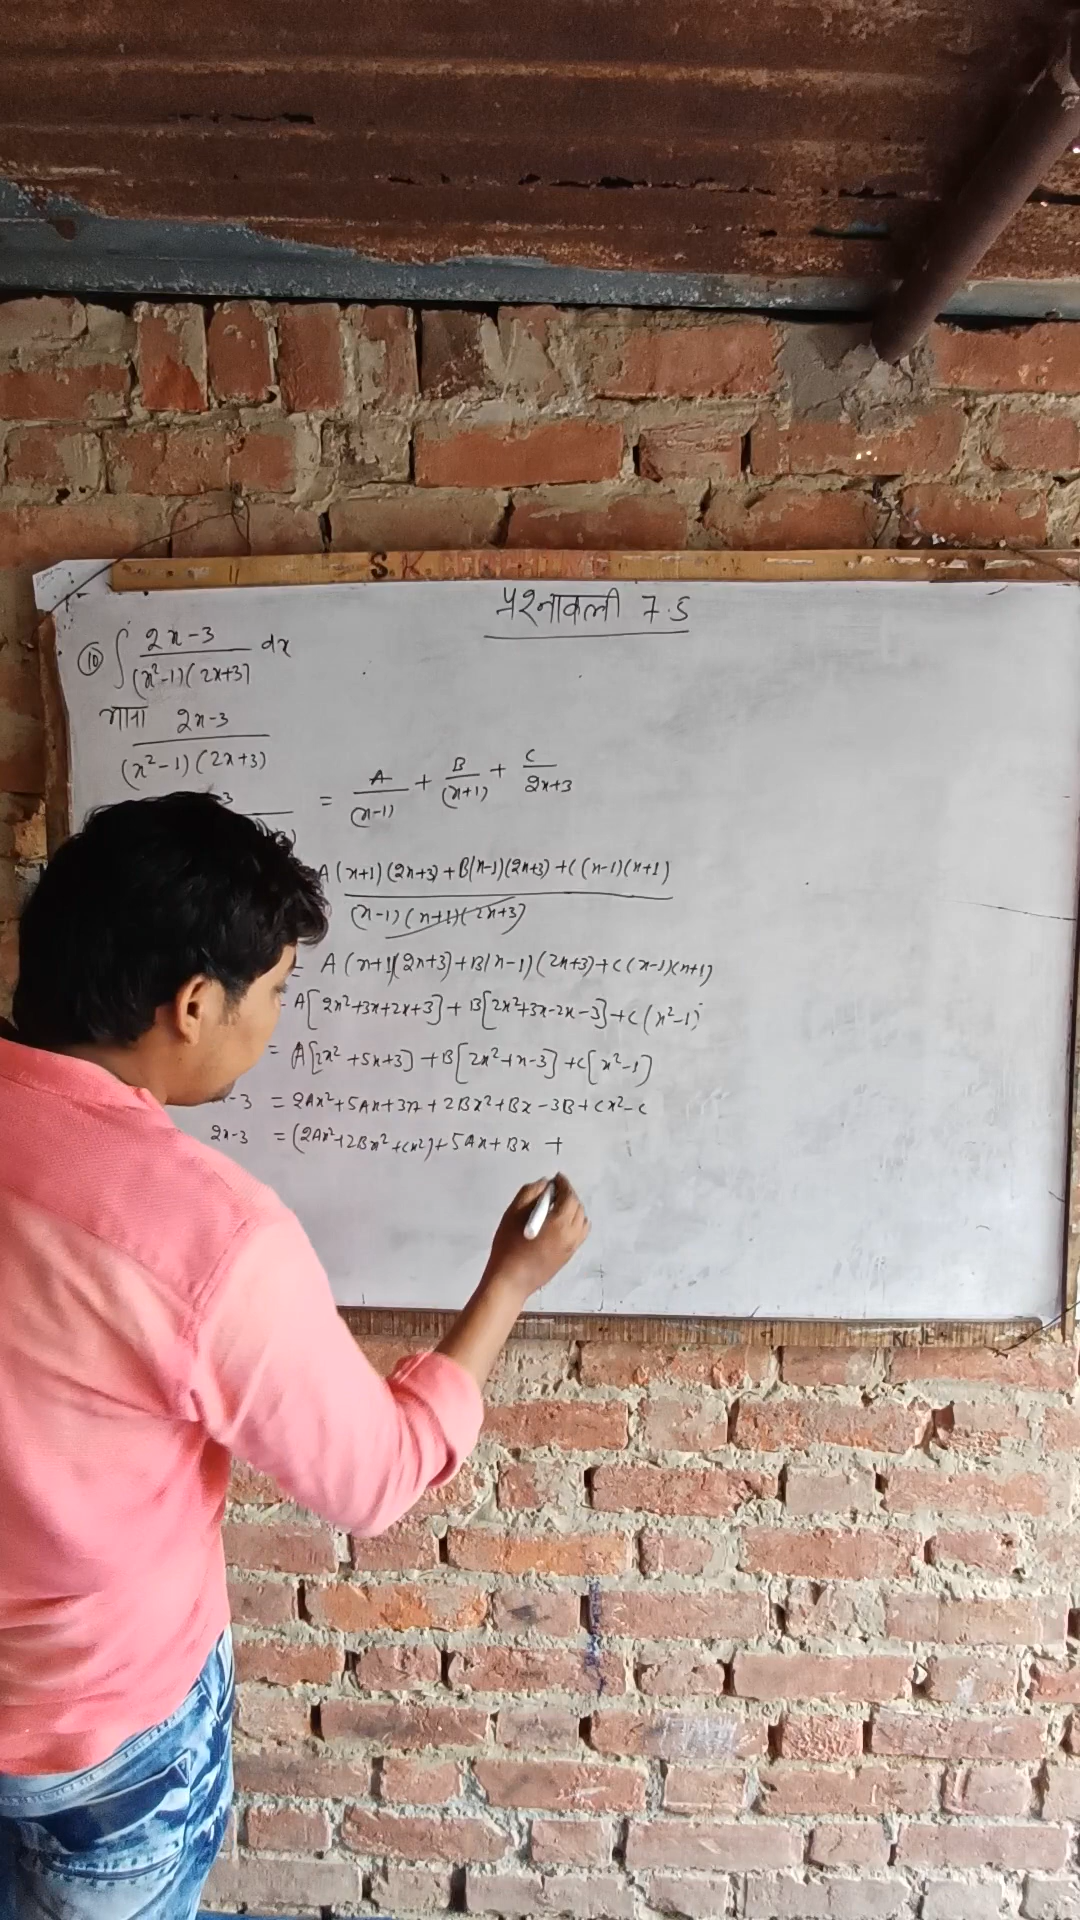 S. K. COACHING
प्रश्नावली 7.5
⑩ ∫ 2x-3 / (x²-1)(2x+3) dx
माना 2x-3 / (x²-1)(2x+3)
= A/(x-1) + B/(x+1) + C/2x+3
A(x+1)(2x+3)+B(x-1)(2x+3)+C(x-1)(x+1) / (x-1)(x+1)(2x+3)
= A(x+1)(2x+3)+B(x-1)(2x+3)+C(x-1)(x+1)
A[2x²+3x+2x+3]+B[2x²+3x-2x-3]+C(x²-1)
= A[2x²+5x+3]+B[2x²+x-3]+C[x²-1]
-3 = 2Ax²+5Ax+3A+2Bx²+Bx-3B+Cx²-C
2x-3 = (2Ax²+2Bx²+Cx²)+5Ax+Bx +